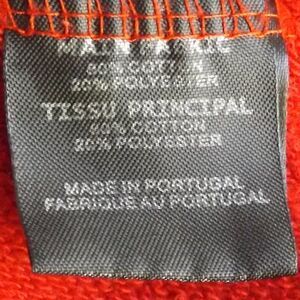 MAIN FABRIC
80% COTTON
20% POLYESTER
TISSU PRINCIPAL
80% COTTON
20% POLYESTER
MADE IN PORTUGAL
FABRIQUE AU PORTUGAL